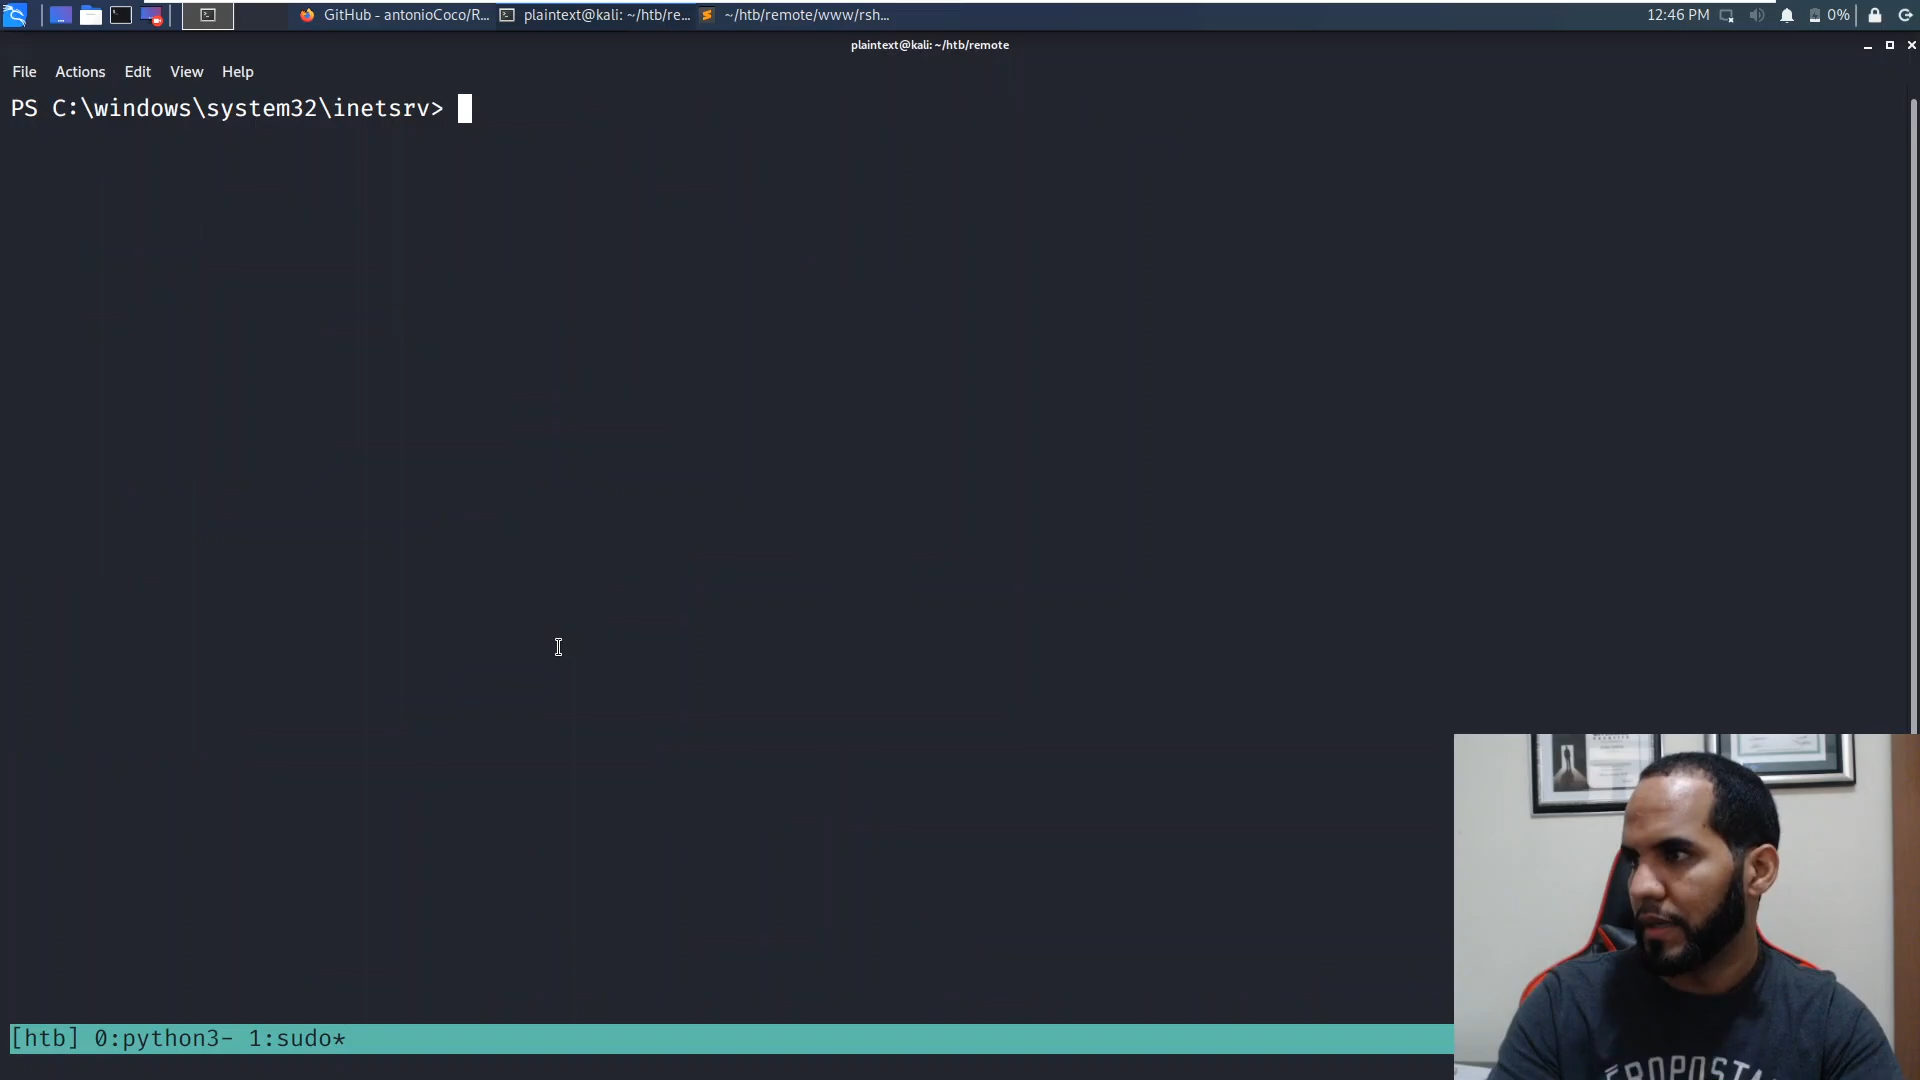 GitHub - antonioCoco/R...
plaintext@kali: ~/htb/re...
~/htb/remote/www/rsh...
12:46 PM
0%
plaintext@kali: ~/htb/remote
File Actions Edit View Help
PS C:\windows\system32\inetsrv>
[htb] 0:python3- 1:sudo*